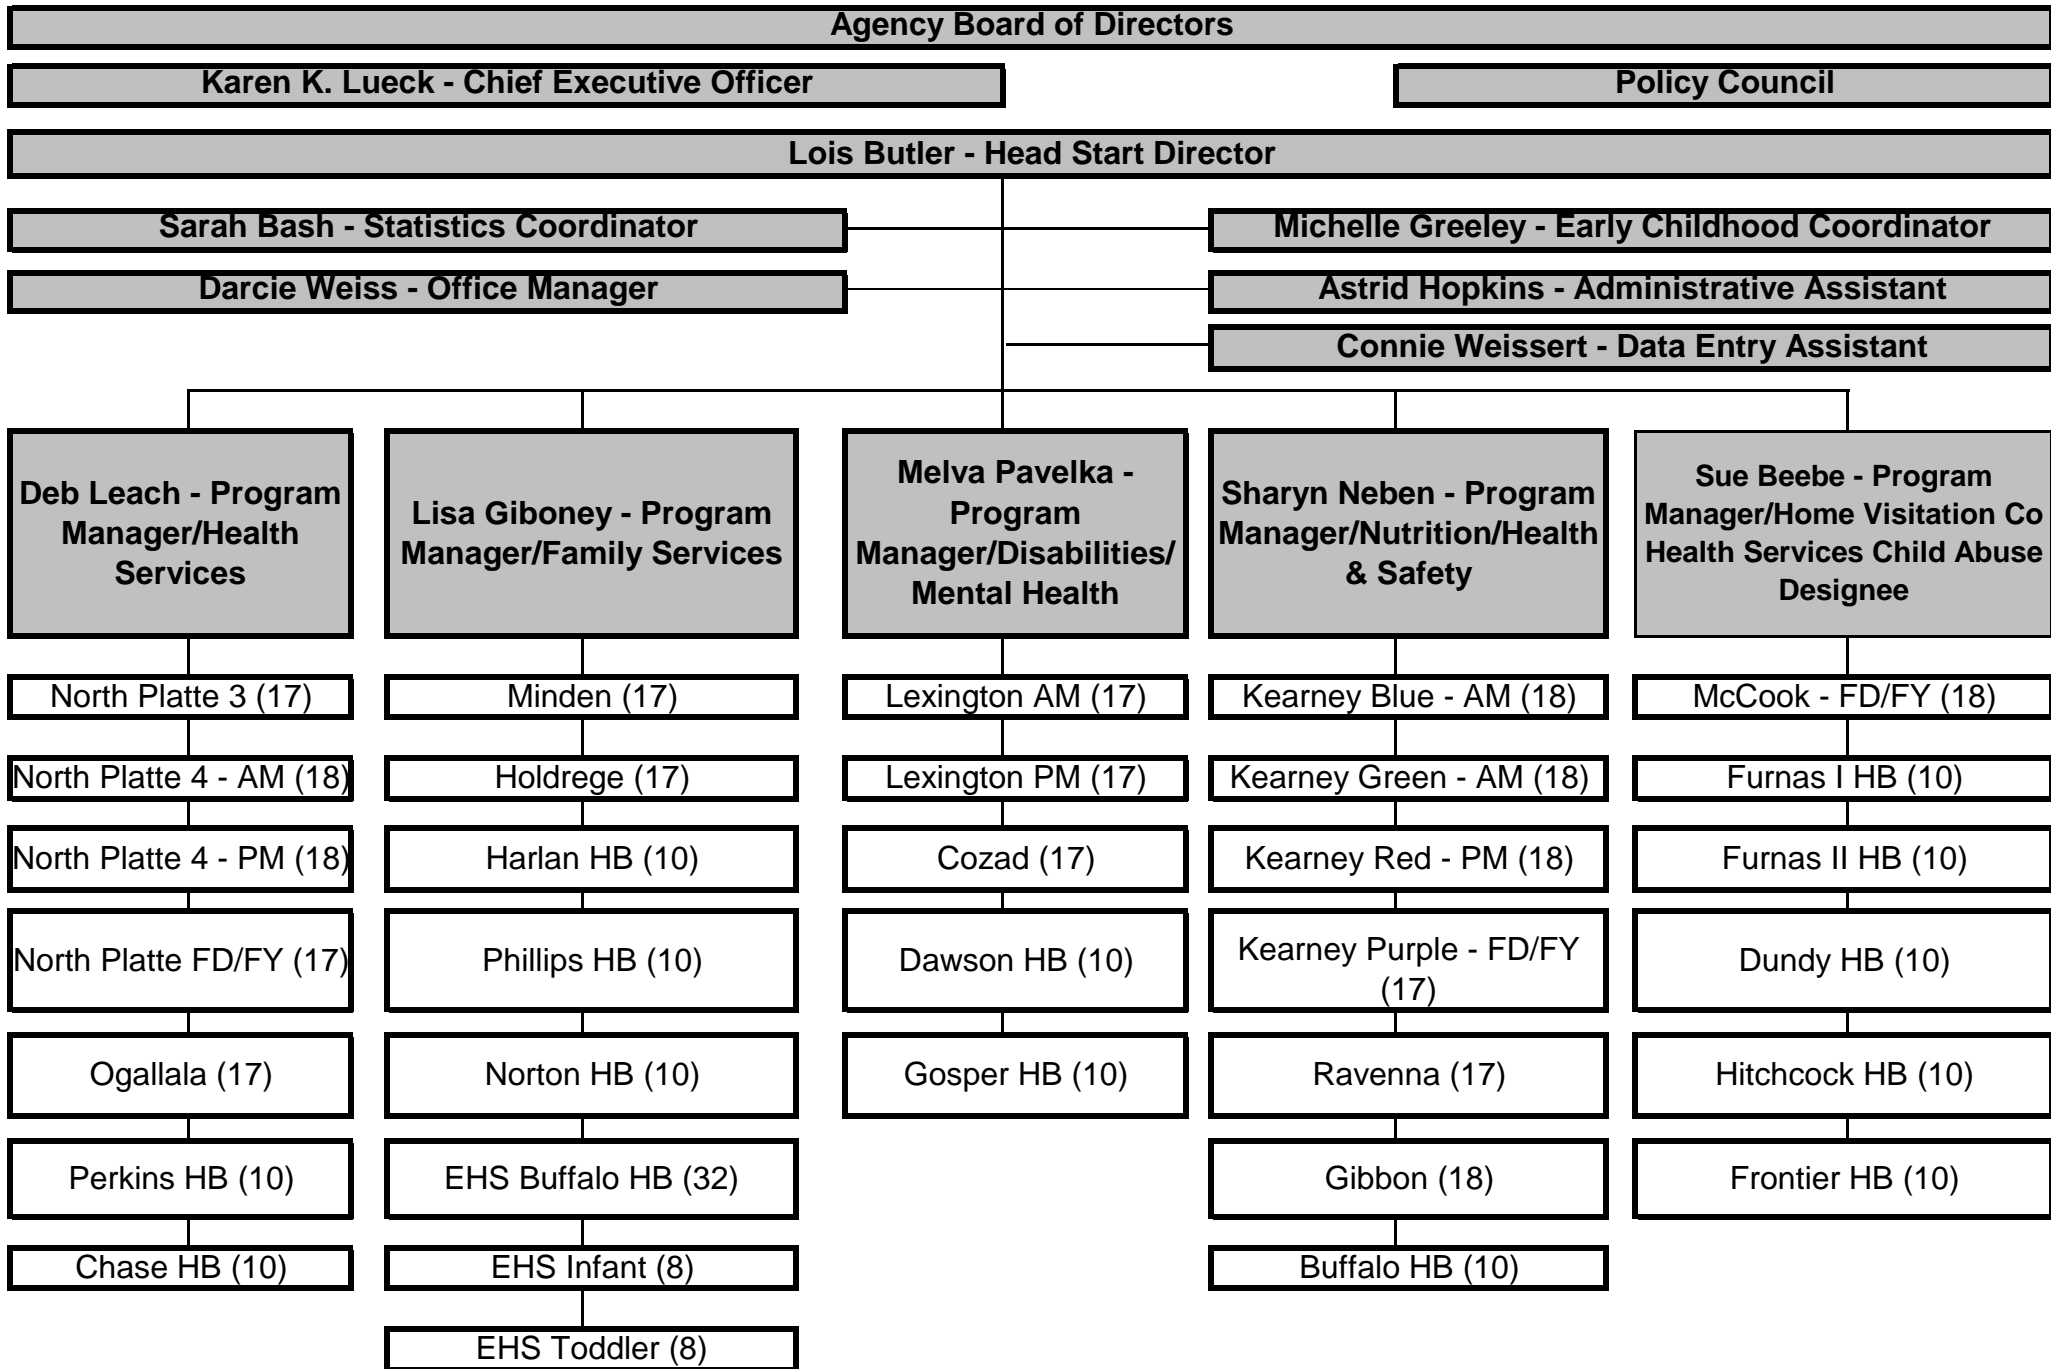 Agency Board of Directors
Karen K. Lueck - Chief Executive Officer
Policy Council
Lois Butler - Head Start Director
Sarah Bash - Statistics Coordinator
Michelle Greeley - Early Childhood Coordinator
Darcie Weiss - Office Manager
Astrid Hopkins - Administrative Assistant
Connie Weissert - Data Entry Assistant
Deb Leach - Program
Manager/Health
Services
North Platte 3 (17)
North Platte 4 - AM (18)
North Platte 4 - PM (18)
North Platte FD/FY (17)
Ogallala (17)
Perkins HB (10)
Chase HB (10)
Lisa Giboney - Program
Manager/Family Services
Minden (17)
Holdrege (17)
Harlan HB (10)
Phillips HB (10)
Norton HB (10)
EHS Buffalo HB (32)
EHS Infant (8)
EHS Toddler (8)
Melva Pavelka -
Program
Manager/Disabilities/
Mental Health
Lexington AM (17)
Lexington PM (17)
Cozad (17)
Dawson HB (10)
Gosper HB (10)
Sharyn Neben - Program
Manager/Nutrition/Health
& Safety
Kearney Blue - AM (18)
Kearney Green - AM (18)
Kearney Red - PM (18)
Kearney Purple - FD/FY
(17)
Ravenna (17)
Gibbon (18)
Buffalo HB (10)
Sue Beebe - Program
Manager/Home Visitation Co
Health Services Child Abuse
Designee
McCook - FD/FY (18)
Furnas I HB (10)
Furnas II HB (10)
Dundy HB (10)
Hitchcock HB (10)
Frontier HB (10)